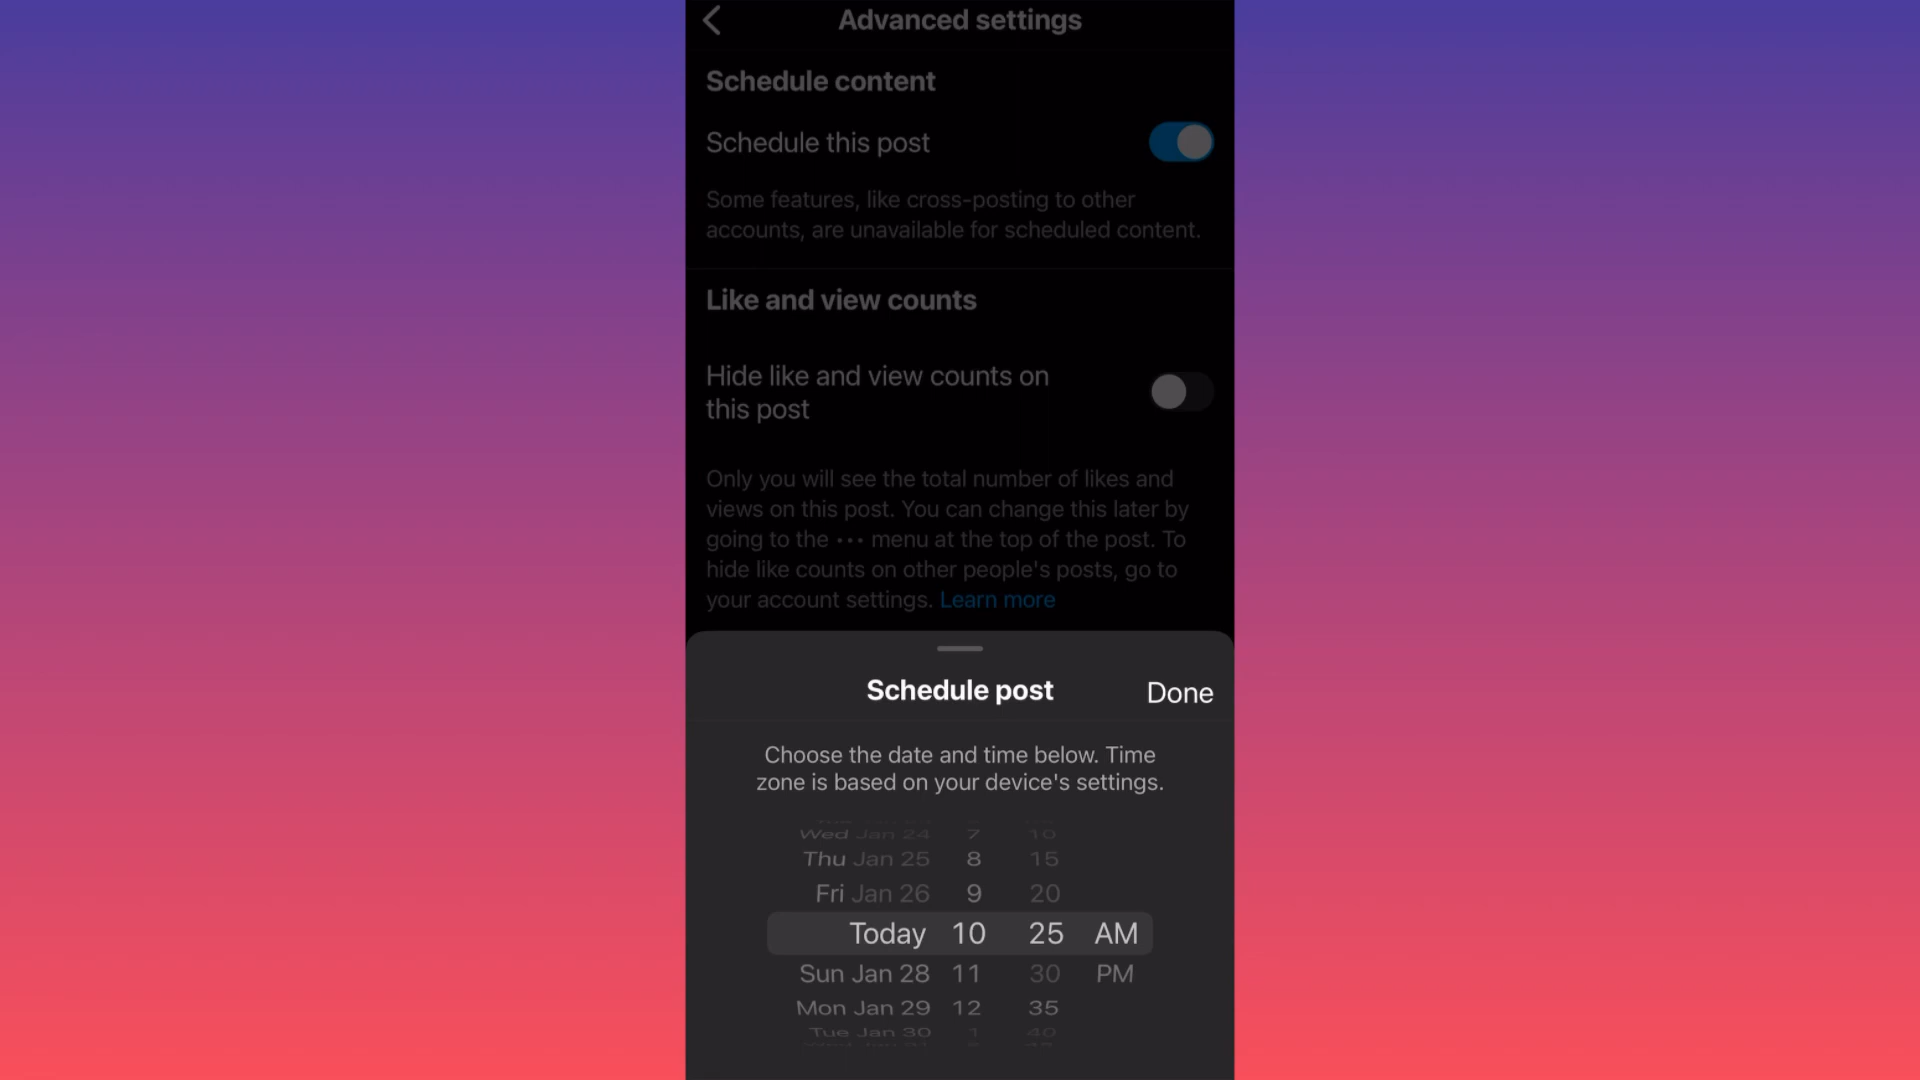 Advanced settings
Schedule content
Schedule this post
Some features, like cross-posting to other
accounts, are unavailable for scheduled content.
Like and view counts
Hide like and view counts on
this post
Only you will see the total number of likes and
views on this post. You can change this later by
going to the ••• menu at the top of the post. To
hide like counts on other people's posts, go to
your account settings. Learn more
Schedule post Done
Choose the date and time below. Time
zone is based on your device's settings.
Wed Jan 24 7 10
Thu Jan 25 8 15
Fri Jan 26 9 20
Today 10 25 AM
Sun Jan 28 11 30 PM
Mon Jan 29 12 35
Tue Jan 30 1 40